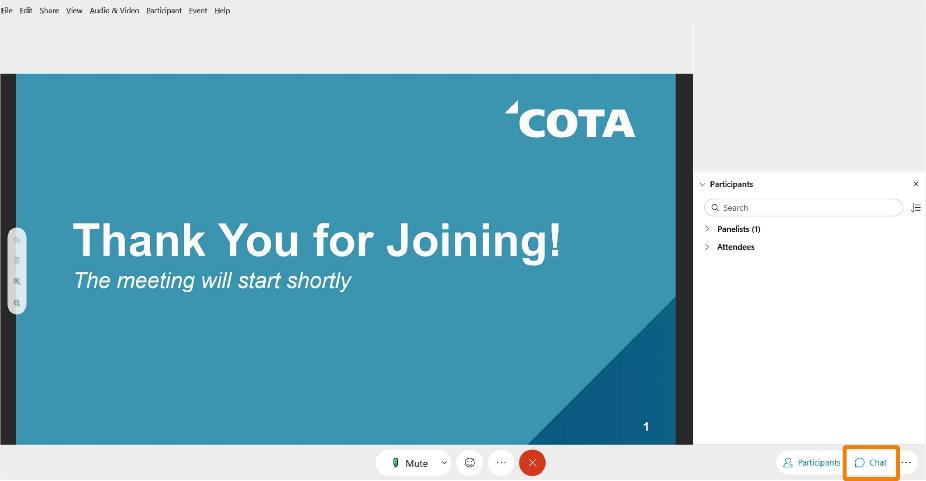 File Edit Share View Audio & Video Participant Event Help
COTA
Thank You for Joining!
The meeting will start shortly
1
Participants
Search
Panelists (1)
Attendees
Mute
Participants
Chat